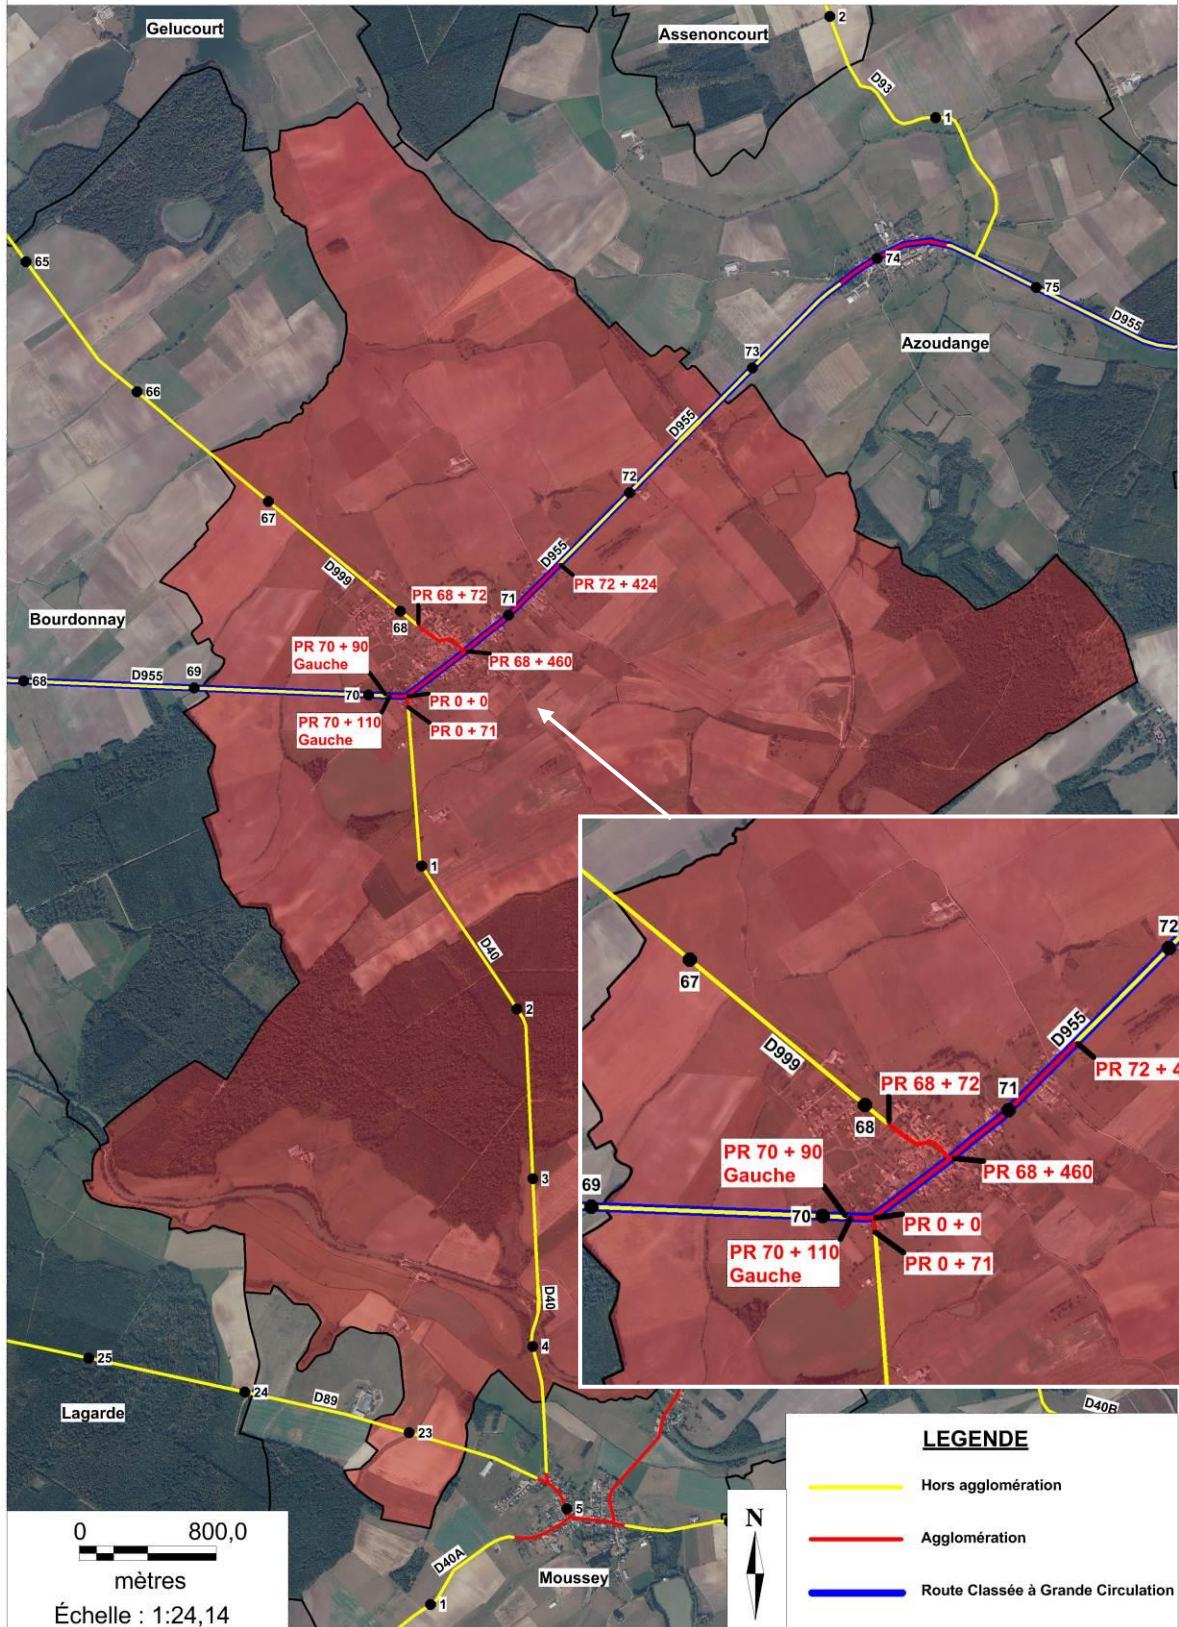 Gelucourt
Assenoncourt
2
D93
1
65
74
75
D955
Azoudange
73
66
D955
72
67
D955
D999
PR 72 + 424
PR 68 + 72
71
68
Bourdonnay
PR 70 + 90
Gauche
PR 68 + 460
68
D955
69
70
PR 0 + 0
PR 70 + 110
Gauche
PR 0 + 71
1
D40
2
3
D40
4
72
67
D955
D999
PR 72 + 4
71
PR 68 + 72
68
PR 70 + 90
Gauche
PR 68 + 460
69
70
PR 0 + 0
PR 70 + 110
Gauche
PR 0 + 71
25
24
D89
23
Lagarde
D40B
5
D40A
Moussey
1
0 800,0
mètres
Échelle : 1:24,14
N
LEGENDE
Hors agglomération
Agglomération
Route Classée à Grande Circulation